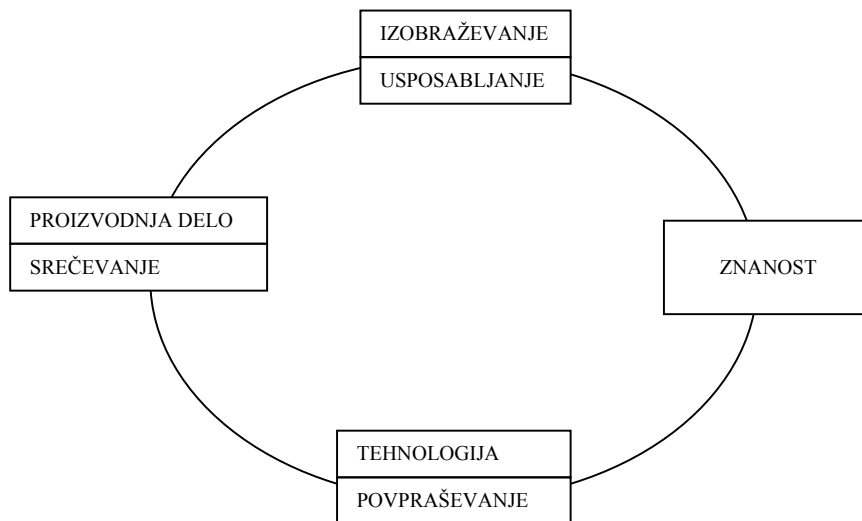 IZOBRAŽEVANJE
USPOSABLJANJE
PROIZVODNJA DELO
SREČEVANJE
ZNANOST
TEHNOLOGIJA
POVPRAŠEVANJE